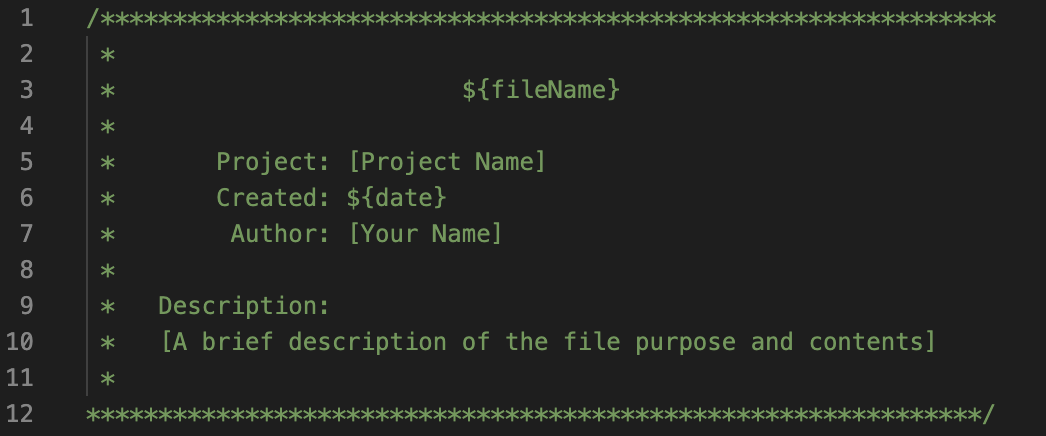 1 /**************************************************************
2 *
3 * ${fileName}
4 *
5 * Project: [Project Name]
6 * Created: ${date}
7 * Author: [Your Name]
8 *
9 * Description:
10 * [A brief description of the file purpose and contents]
11 *
12 **************************************************************/